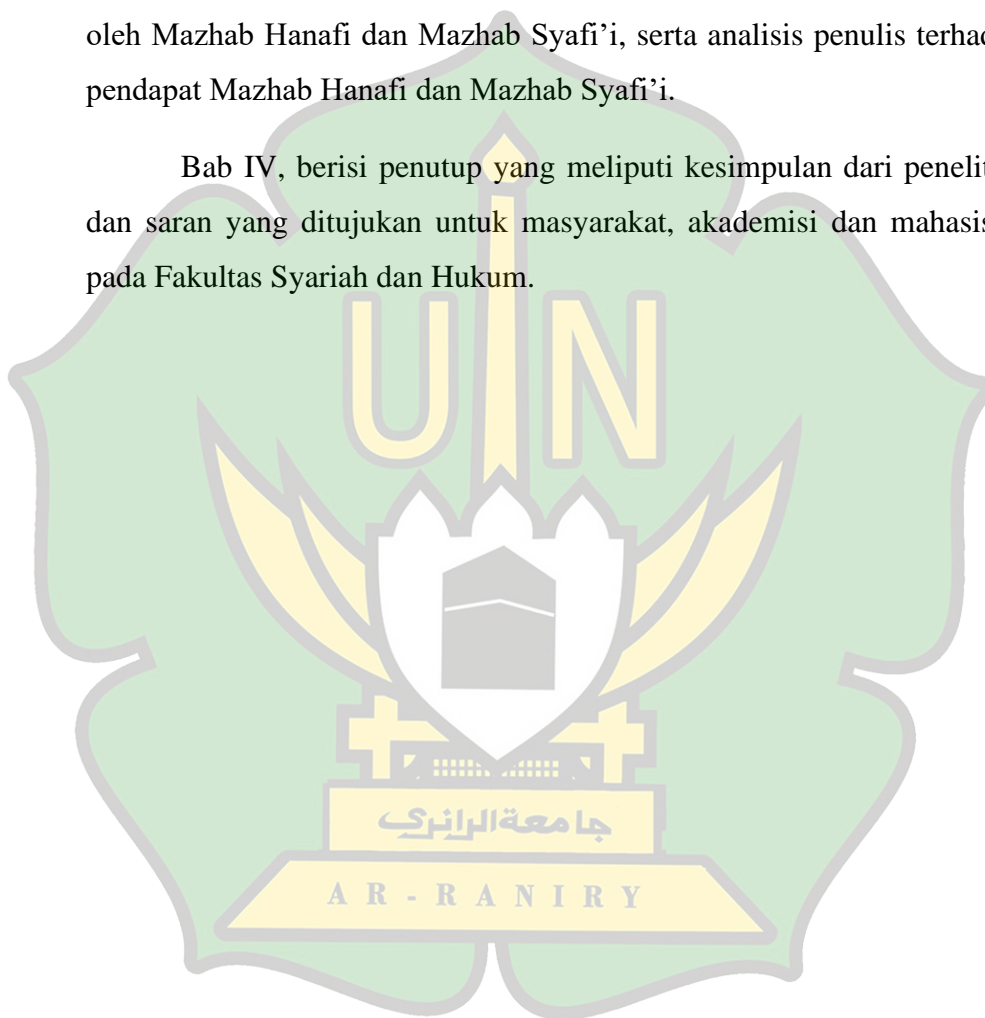 oleh Mazhab Hanafi dan Mazhab Syafi’i, serta analisis penulis terhad
pendapat Mazhab Hanafi dan Mazhab Syafi’i.
Bab IV, berisi penutup yang meliputi kesimpulan dari penelit
dan saran yang ditujukan untuk masyarakat, akademisi dan mahasis
pada Fakultas Syariah dan Hukum.
UIN
جامعة الرانري
AR-RANIRY